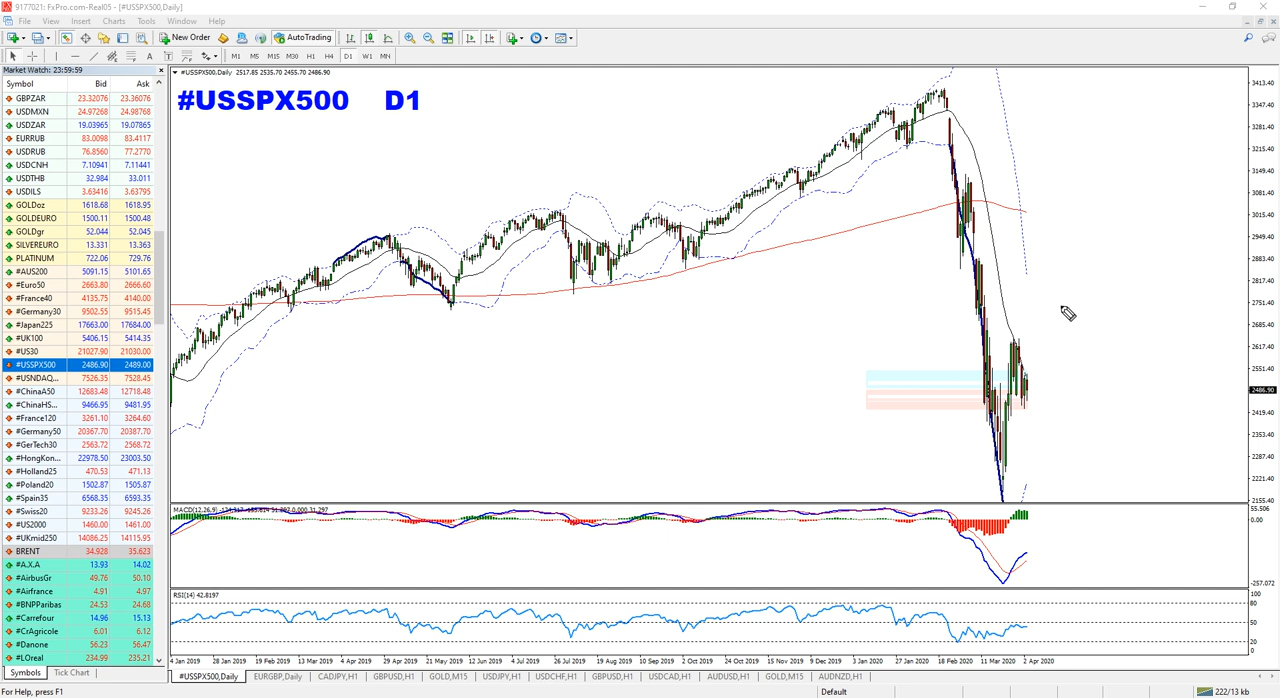 9177021: FxPro.com-Real05 - [#USSPX500,Daily]
File View Insert Charts Tools Window Help
New Order AutoTrading
M1 M5 M15 M30 H1 H4 D1 W1 MN
Market Watch: 23:59:59
Symbol Bid Ask
GBPZAR 23.32076 23.36076
USDMXN 24.97268 24.98768
USDZAR 19.03965 19.07865
EURRUB 83.0098 83.4117
USDRUB 76.8560 77.2770
USDCNH 7.10941 7.11441
USDTHB 32.984 33.011
USDILS 3.63416 3.63795
GOLDoz 1618.68 1618.95
GOLDEURO 1500.11 1500.48
GOLDgr 52.044 52.045
SILVEREURO 13.331 13.363
PLATINUM 722.06 729.76
#AUS200 5091.15 5101.65
#Euro50 2663.80 2666.60
#France40 4135.75 4140.00
#Germany30 9502.55 9515.45
#Japan225 17663.00 17684.00
#UK100 5406.15 5414.35
#US30 21027.90 21030.00
#USSPX500 2486.90 2489.00
#USNDAQ... 7526.35 7528.45
#ChinaA50 12683.48 12718.48
#ChinaHS... 9466.95 9481.95
#France120 3261.10 3264.60
#Germany50 20367.70 20387.70
#GerTech30 2563.72 2568.72
#HongKon... 22978.50 23003.50
#Holland25 470.53 471.13
#Poland20 1502.87 1505.87
#Spain35 6568.35 6593.35
#Swiss20 9233.26 9245.26
#US2000 1460.00 1461.00
#UKmid250 14086.25 14115.95
BRENT 34.928 35.623
#A.X.A 13.93 14.02
#AirbusGr 49.76 50.10
#Airfrance 4.91 4.97
#BNPParibas 24.53 24.68
#Carrefour 14.96 15.13
#CrAgricole 6.01 6.12
#Danone 56.23 56.47
#LOreal 234.99 235.21
Symbols Tick Chart
#USSPX500,Daily 2517.85 2535.70 2455.70 2486.90
#USSPX500 D1
3413.40
3347.40
3281.40
3215.40
3149.40
3083.40
3015.40
2949.40
2883.40
2817.40
2751.40
2685.40
2617.40
2551.40
2486.90
2419.40
2353.40
2287.40
2221.40
2155.40
55.506
0.00
-257.072
RSI(14) 42.8197
100
80
50
20
0
4 Jan 2019 28 Jan 2019 19 Feb 2019 13 Mar 2019 4 Apr 2019 29 Apr 2019 21 May 2019 12 Jun 2019 4 Jul 2019 26 Jul 2019 19 Aug 2019 10 Sep 2019 2 Oct 2019 24 Oct 2019 15 Nov 2019 9 Dec 2019 3 Jan 2020 27 Jan 2020 18 Feb 2020 11 Mar 2020 2 Apr 2020
#USSPX500,Daily EURGBP,Daily CADJPY,H1 GBPUSD,H1 GOLD,M15 USDJPY,H1 USDCHF,H1 GBPUSD,H1 USDCAD,H1 AUDUSD,H1 GOLD,M15 AUDNZD,H1
For Help, press F1 Default 222/13 kb